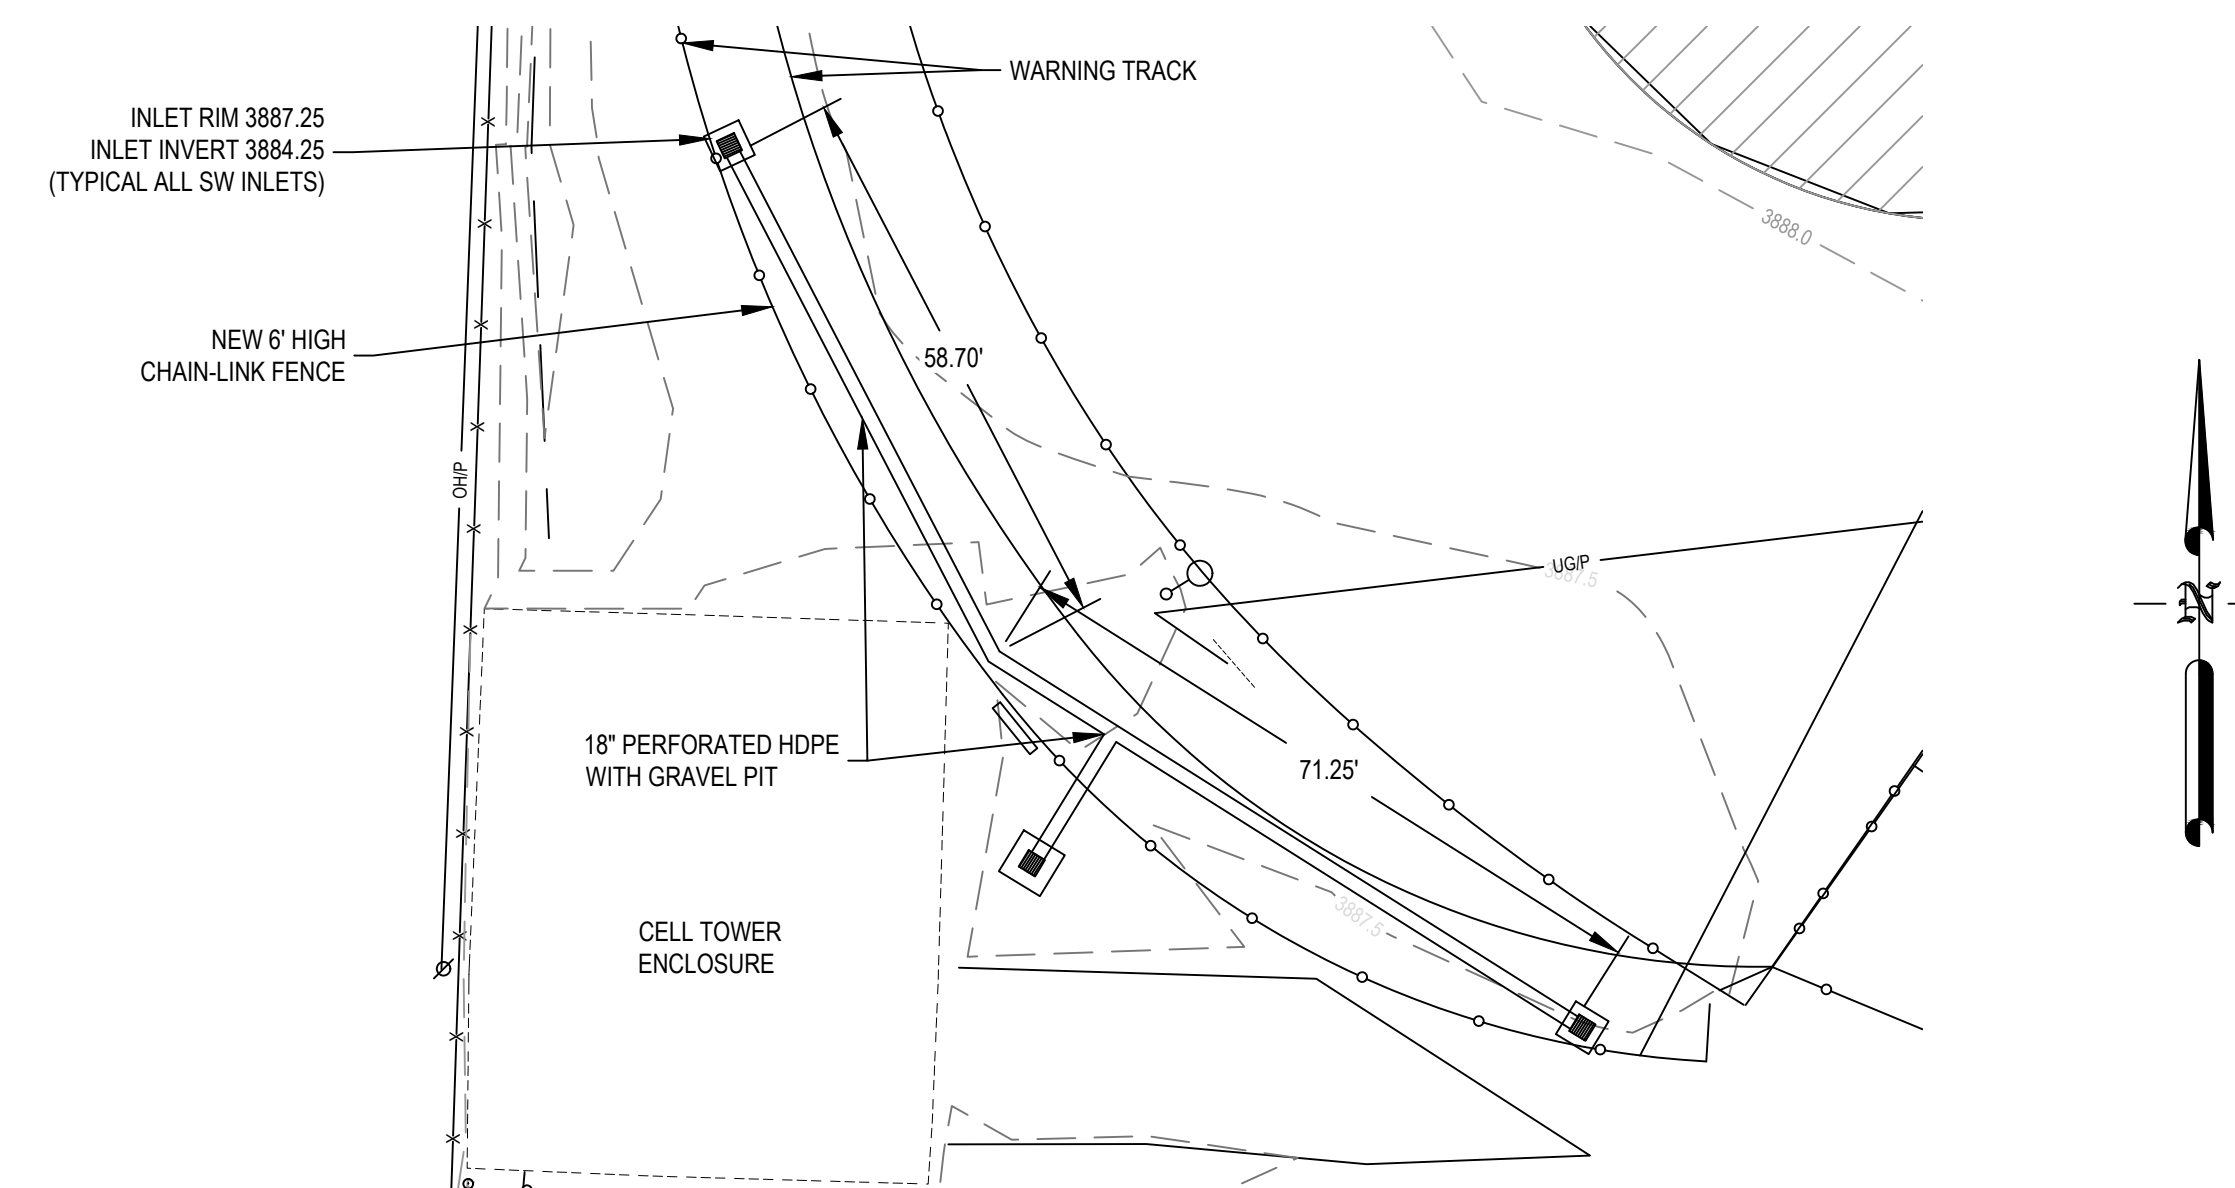 WARNING TRACK
INLET RIM 3887.25
INLET INVERT 3884.25
(TYPICAL ALL SW INLETS)
3888.0
NEW 6' HIGH
CHAIN-LINK FENCE
58.70'
OH/P
UG/P
3887.5
N
18" PERFORATED HDPE
WITH GRAVEL PIT
71.25'
3887.5
CELL TOWER
ENCLOSURE